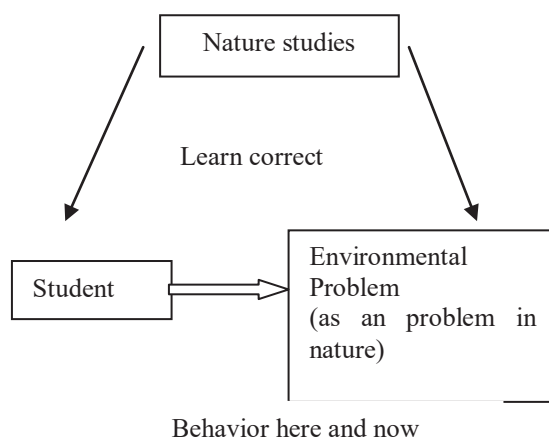 Nature studies
Learn correct
Student
Environmental
Problem
(as an problem in
nature)
Behavior here and now